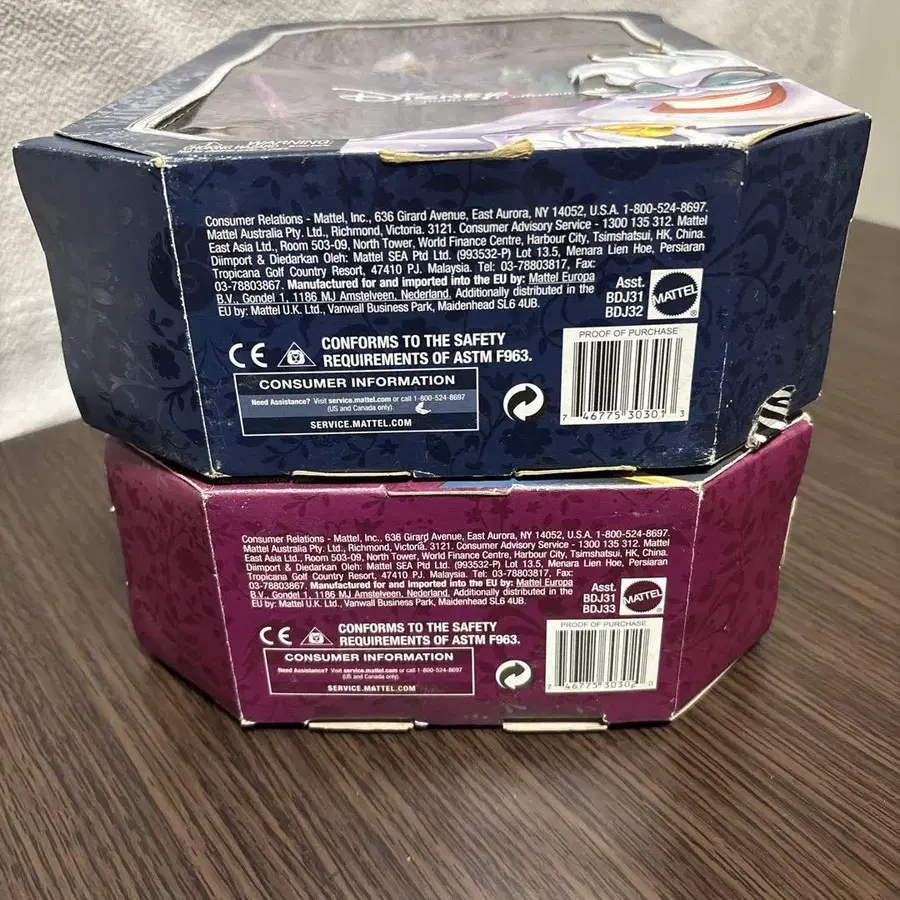 Disney
WARNING:
Consumer Relations - Mattel, Inc., 636 Girard Avenue, East Aurora, NY 14052, U.S.A. 1-800-524-8697.
Mattel Australia Pty. Ltd., Richmond, Victoria. 3121. Consumer Advisory Service - 1300 135 312. Mattel
East Asia Ltd., Room 503-09, North Tower, World Finance Centre, Harbour City, Tsimshatsui, HK, China.
Diimport & Diedarkan Oleh: Mattel SEA Ptd Ltd. (993532-P) Lot 13.5, Menara Lien Hoe, Persiaran
Tropicana Golf Country Resort, 47410 PJ. Malaysia. Tel: 03-78803817, Fax:
03-78803867. Manufactured for and imported into the EU by: Mattel Europa
B.V., Gondel 1, 1186 MJ Amstelveen, Nederland. Additionally distributed in the
EU by: Mattel U.K. Ltd., Vanwall Business Park, Maidenhead SL6 4UB.
Asst.
BDJ31
BDJ32
MATTEL
®
PROOF OF PURCHASE
7 46775 30301 3
CE
CONFORMS TO THE SAFETY
REQUIREMENTS OF ASTM F963.
CONSUMER INFORMATION
Need Assistance? Visit service.mattel.com or call 1-800-524-8697
(US and Canada only).
SERVICE.MATTEL.COM
Consumer Relations - Mattel, Inc., 636 Girard Avenue, East Aurora, NY 14052, U.S.A. 1-800-524-8697.
Mattel Australia Pty. Ltd., Richmond, Victoria. 3121. Consumer Advisory Service - 1300 135 312. Mattel
East Asia Ltd., Room 503-09, North Tower, World Finance Centre, Harbour City, Tsimshatsui, HK, China.
Diimport & Diedarkan Oleh: Mattel SEA Ptd Ltd. (993532-P) Lot 13.5, Menara Lien Hoe, Persiaran
Tropicana Golf Country Resort, 47410 PJ. Malaysia. Tel: 03-78803817, Fax:
03-78803867. Manufactured for and imported into the EU by: Mattel Europa
B.V., Gondel 1, 1186 MJ Amstelveen, Nederland. Additionally distributed in the
EU by: Mattel U.K. Ltd., Vanwall Business Park, Maidenhead SL6 4UB.
Asst.
BDJ31
BDJ33
MATTEL
®
PROOF OF PURCHASE
7 46775 30302 0
CE
CONFORMS TO THE SAFETY
REQUIREMENTS OF ASTM F963.
CONSUMER INFORMATION
Need Assistance? Visit service.mattel.com or call 1-800-524-8697
(US and Canada only).
SERVICE.MATTEL.COM